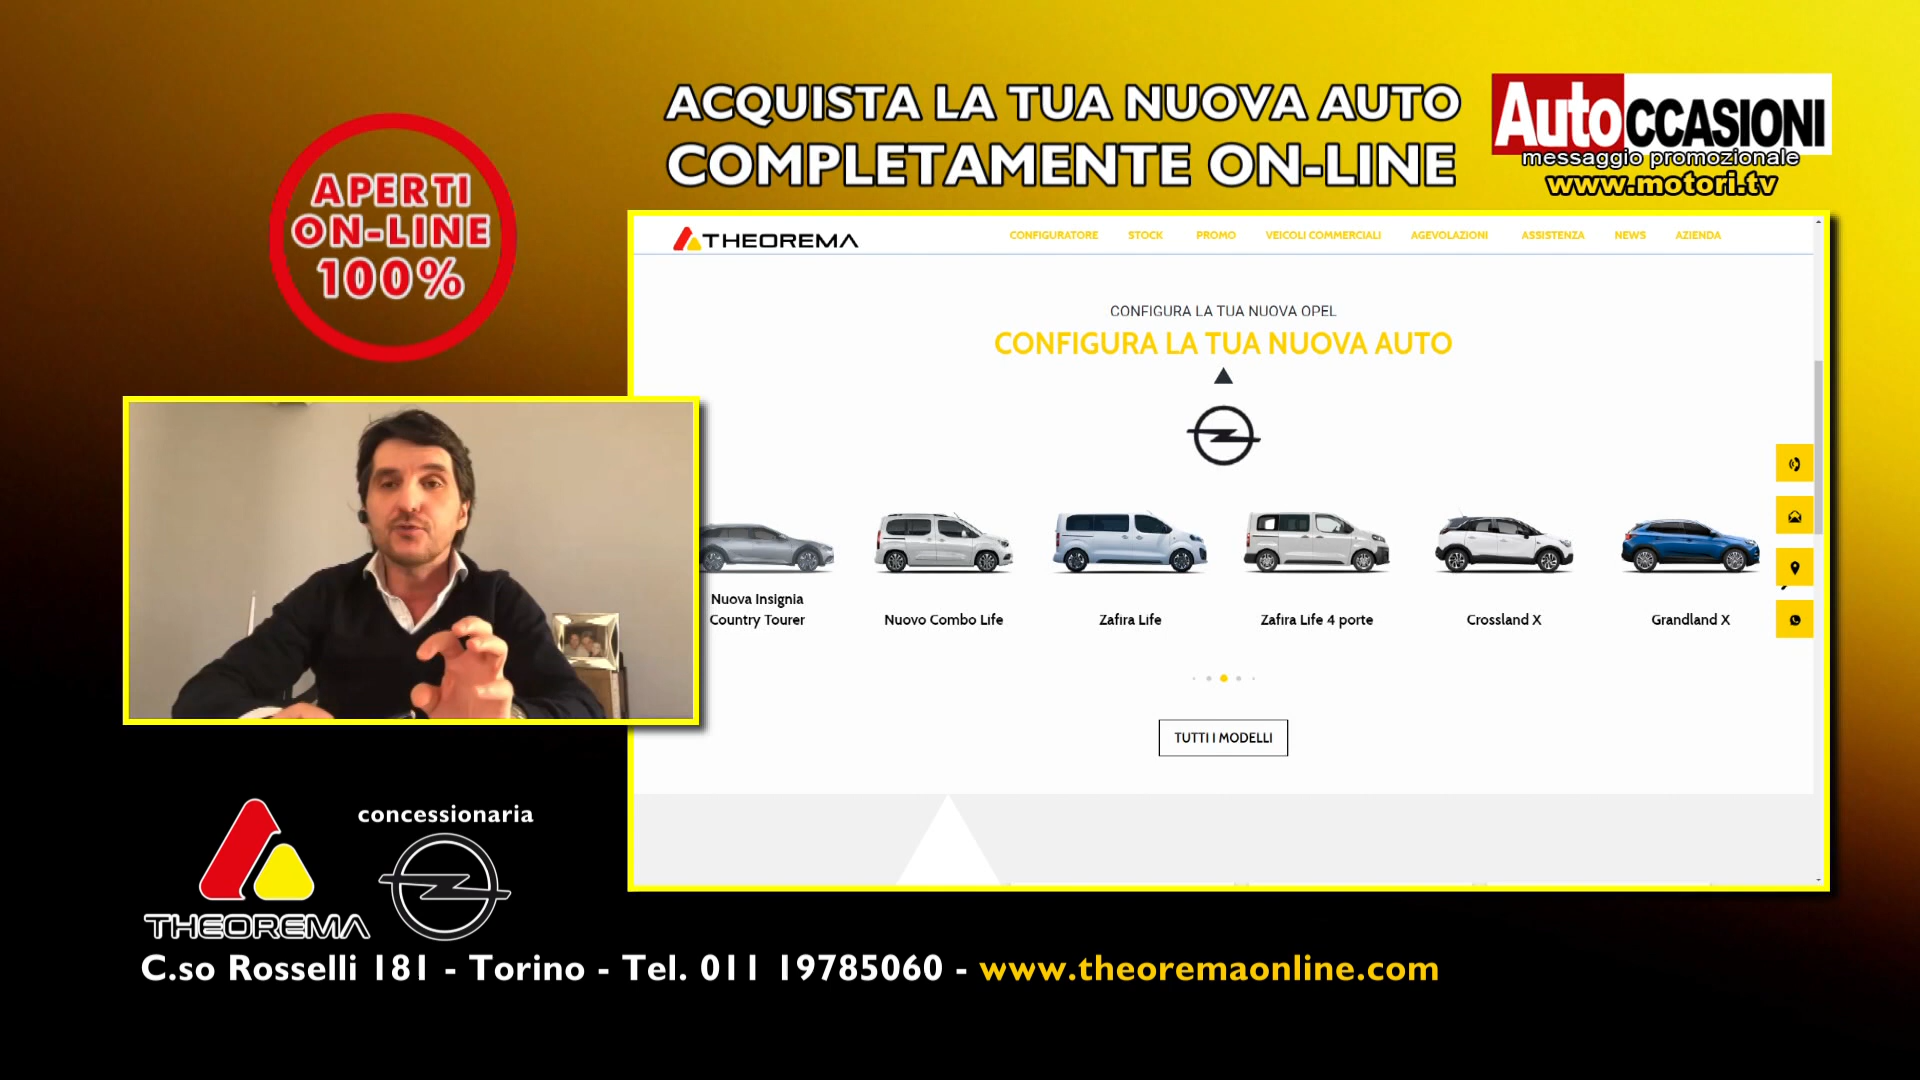 ACQUISTA LA TUA NUOVA AUTO
COMPLETAMENTE ON-LINE
AutOCCASIONI
messaggio promozionale
www.motori.tv
APERTI
ON-LINE
100%
THEOREMA
CONFIGURATORE STOCK PROMO VEICOLI COMMERCIALI AGEVOLAZIONI ASSISTENZA NEWS AZIENDA
CONFIGURA LA TUA NUOVA OPEL
CONFIGURA LA TUA NUOVA AUTO
Nuova Insignia
Country Tourer
Nuovo Combo Life
Zafira Life
Zafira Life 4 porte
Crossland X
Grandland X
TUTTI I MODELLI
concessionaria
THEOREMA
C.so Rosselli 181 - Torino - Tel. 011 19785060 - www.theoremaonline.com